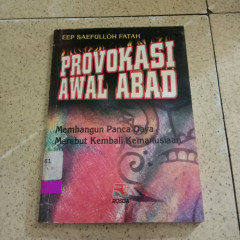 EEP SAEFULLOH FATAH
PROVOKASI
AWAL ABAD
Membangun Panca Daya
Merebut Kembali Kemanusiaan